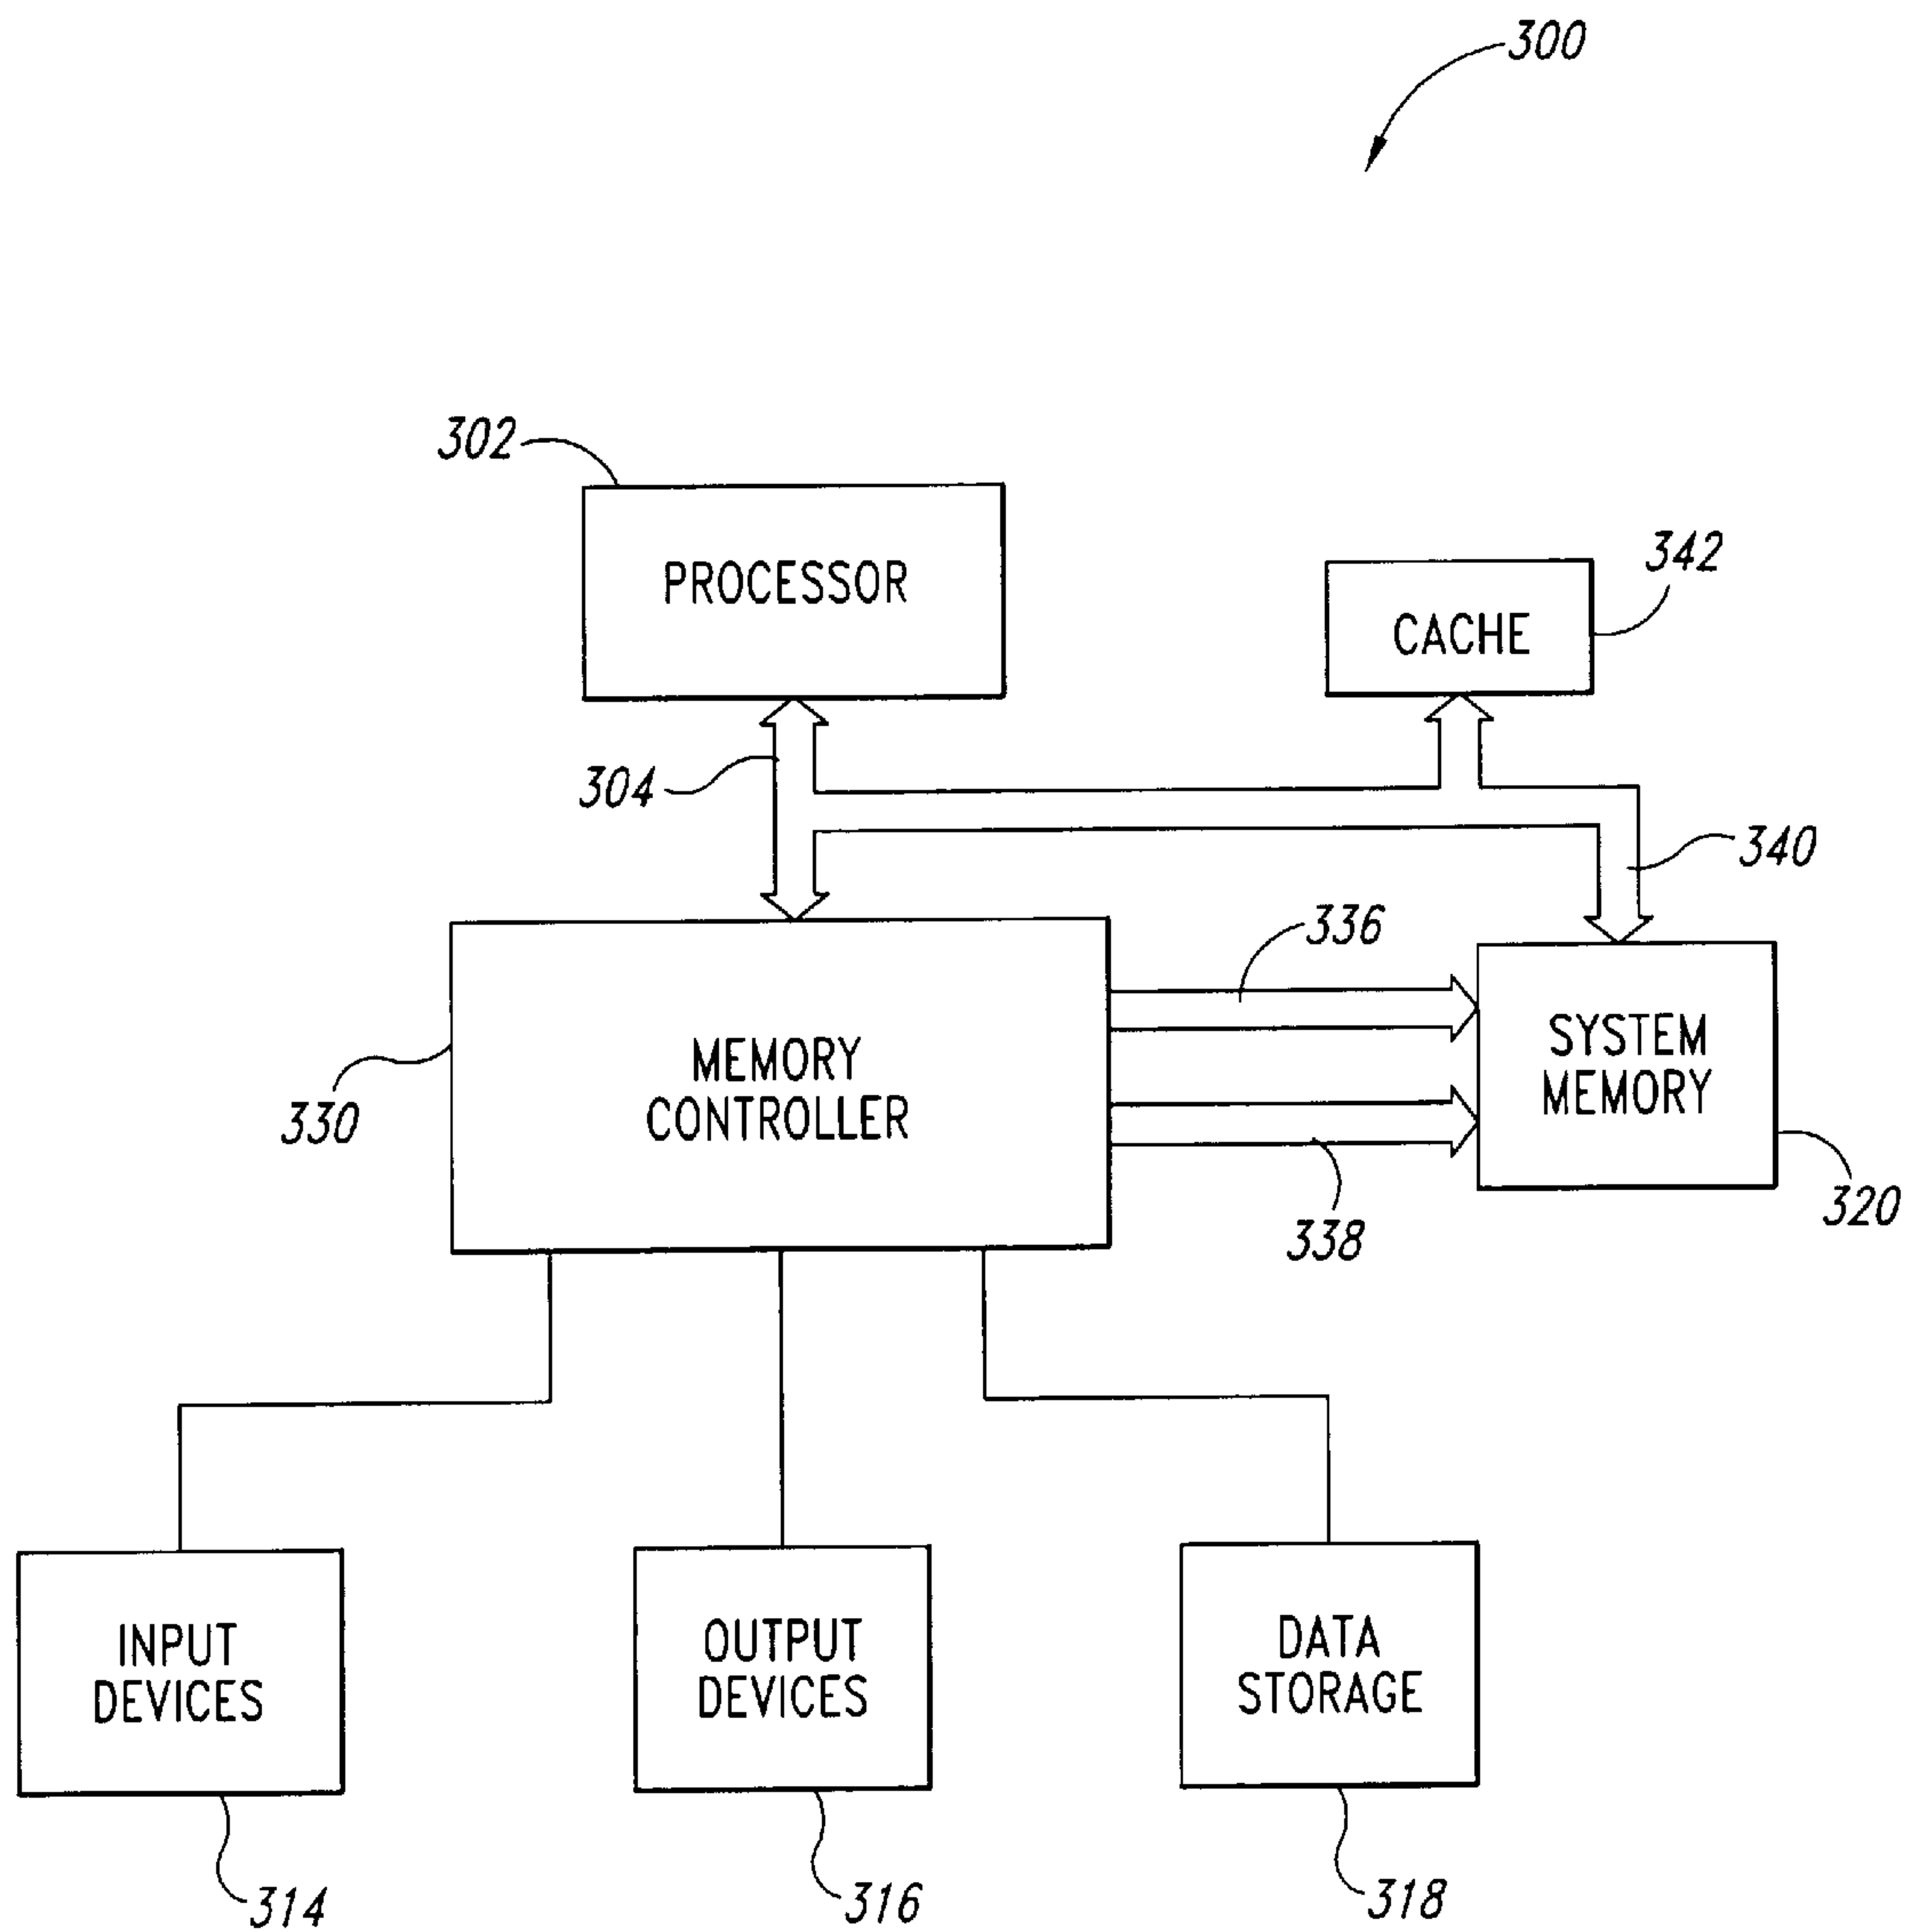 300
302
PROCESSOR
342
CACHE
304
340
336
SYSTEM
MEMORY
MEMORY
CONTROLLER
330
338
320
INPUT
DEVICES
OUTPUT
DEVICES
DATA
STORAGE
314
316
318